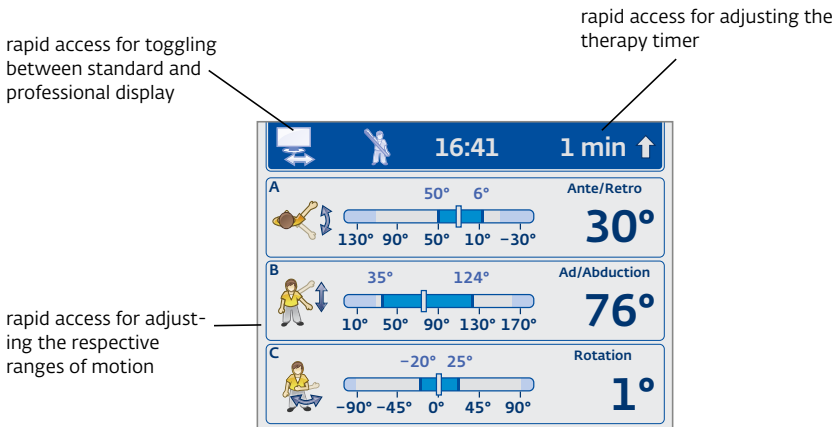 rapid access for adjusting the
therapy timer
rapid access for toggling
between standard and
professional display
16:41 1 min
A
50° 6° Ante/Retro
130° 90° 50° 10° −30° 30°
B
35° 124° Ad/Abduction
10° 50° 90° 130° 170° 76°
rapid access for adjust-
ing the respective
ranges of motion
C
−20° 25° Rotation
−90° −45° 0° 45° 90° 1°